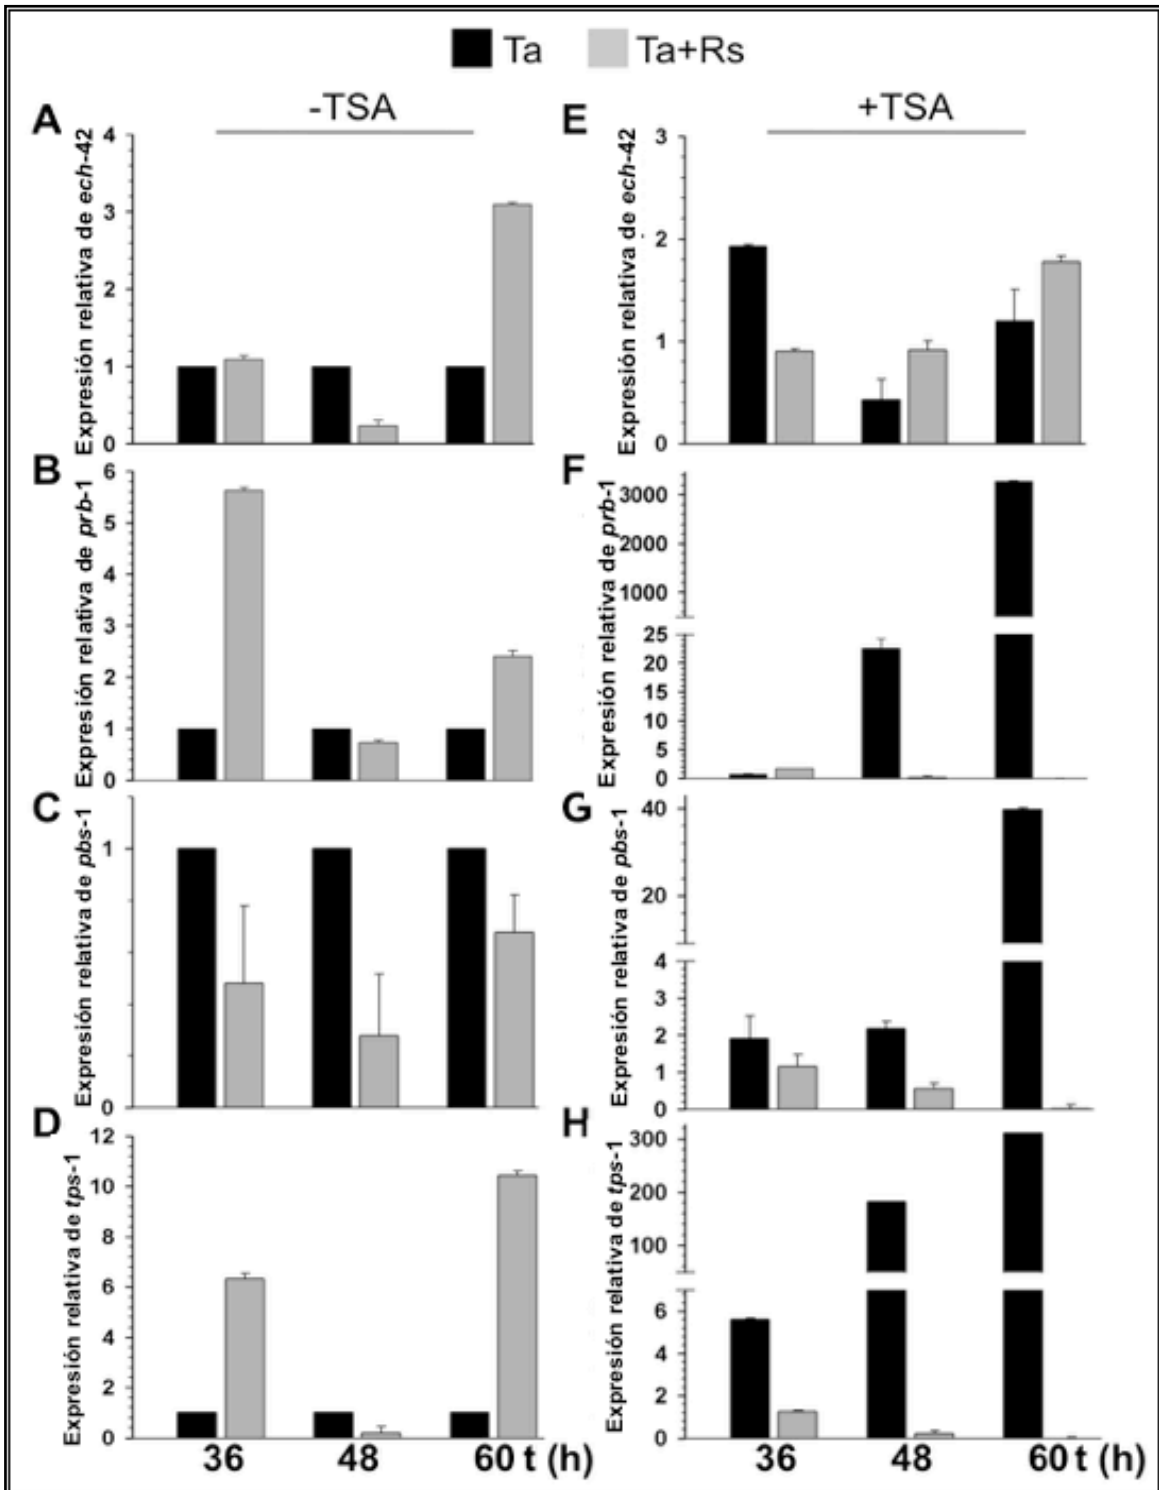 Ta Ta+Rs
-TSA +TSA
A
Expresión relativa de ech-42
4
3
2
1
0
E
Expresión relativa de ech-42
3
2
1
0
B
Expresión relativa de prb-1
6
5
4
3
2
1
0
F
Expresión relativa de prb-1
3000
2000
1000
25
20
15
10
5
0
C
Expresión relativa de pbs-1
1
0
G
Expresión relativa de pbs-1
40
20
4
3
2
1
0
D
Expresión relativa de tps-1
12
10
8
6
4
2
0
H
Expresión relativa de tps-1
300
200
100
6
4
2
0
36 48 60 t (h)
36 48 60 t (h)